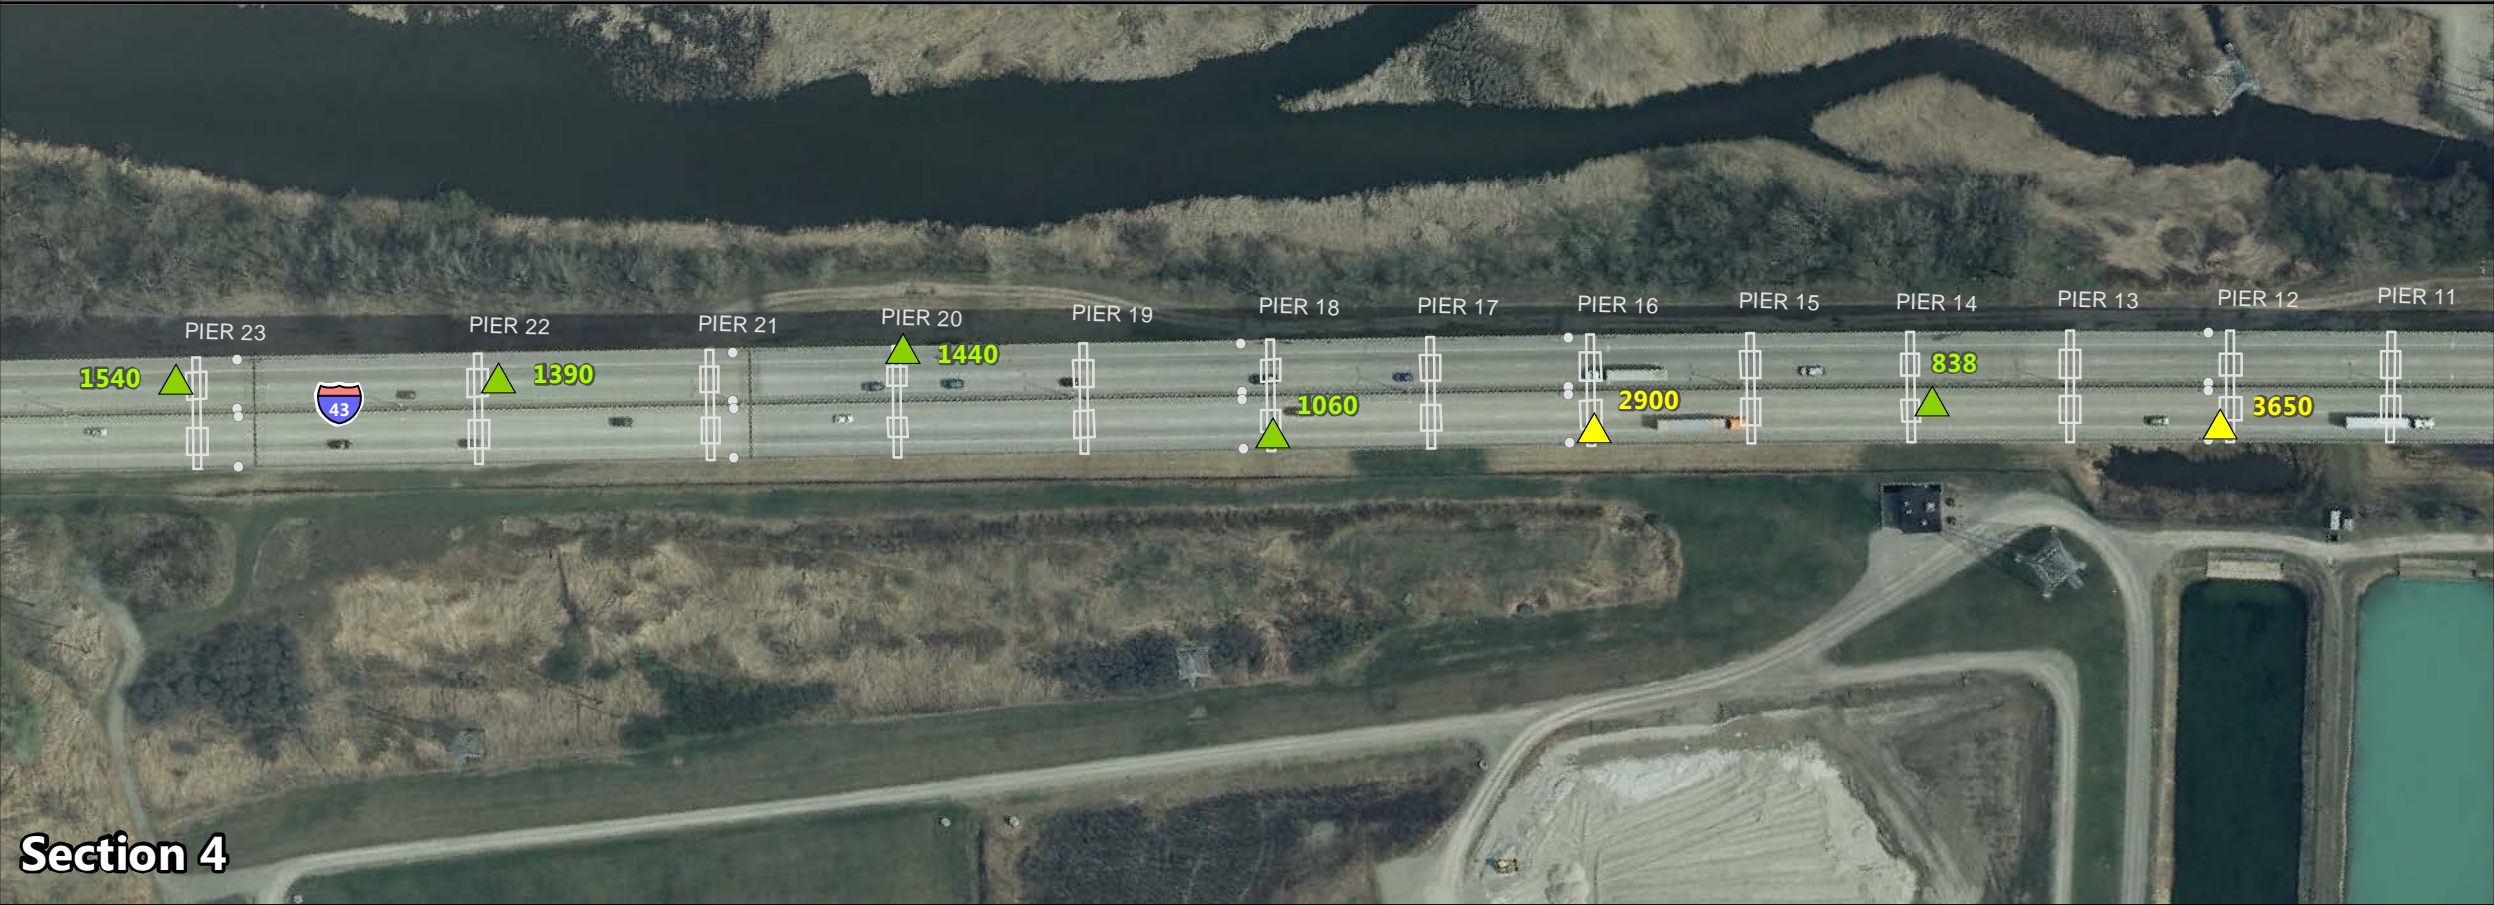 PIER 23
PIER 22
PIER 21
PIER 20
PIER 19
PIER 18
PIER 17
PIER 16
PIER 15
PIER 14
PIER 13
PIER 12
PIER 11
1540
43
1390
1440
1060
2900
838
3650
Section 4